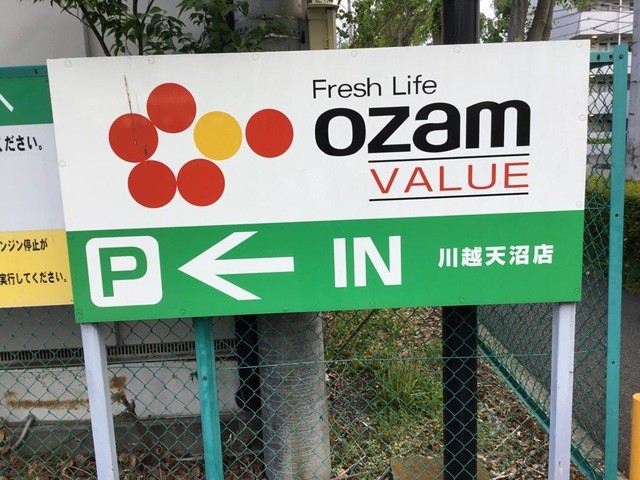 Fresh Life
ozam
VALUE
P
IN
川越天沼店
ください。
ンジン停止が
実行してください。